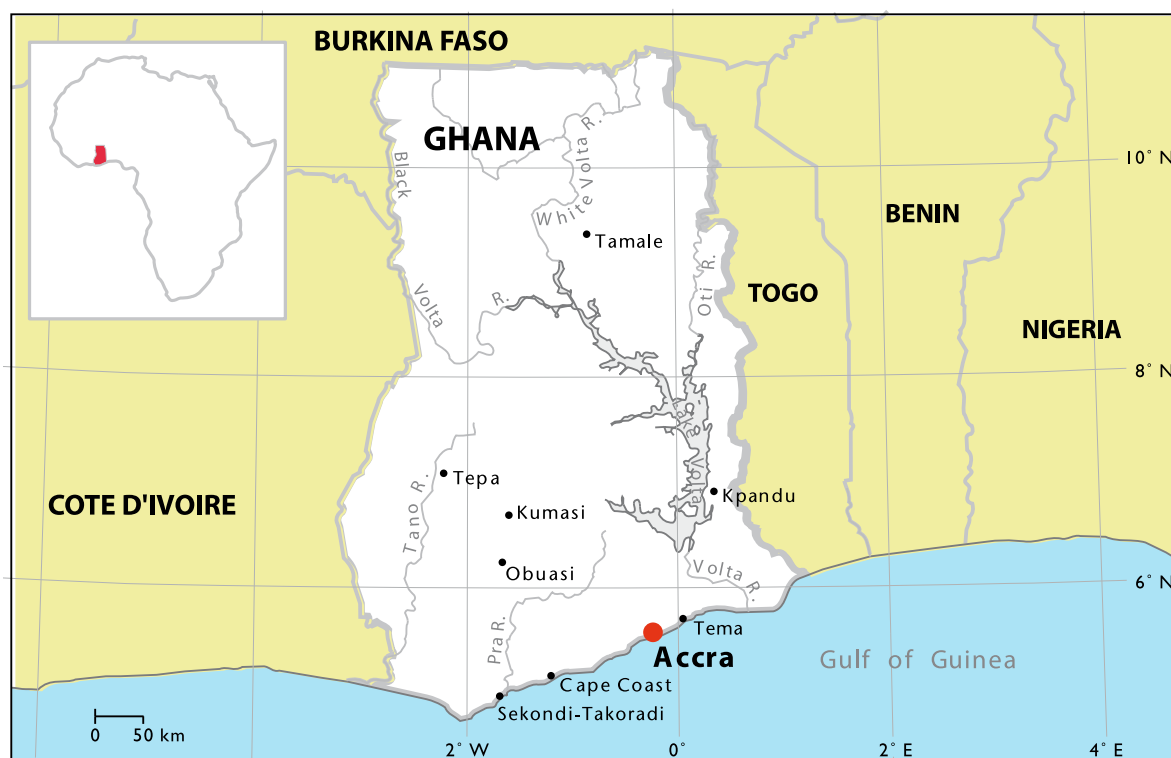 BURKINA FASO
GHANA
Black
White Volta R.
10° N
BENIN
Tamale
Volta
R.
Oti R.
TOGO
NIGERIA
8° N
Lake Volta
COTE D'IVOIRE
Tepa
Kpandu
Tano R.
Kumasi
Obuasi
Volta R.
6° N
Pra R.
Tema
Accra
Gulf of Guinea
Cape Coast
Sekondi-Takoradi
0 50 km
2° W
0°
2° E
4° E